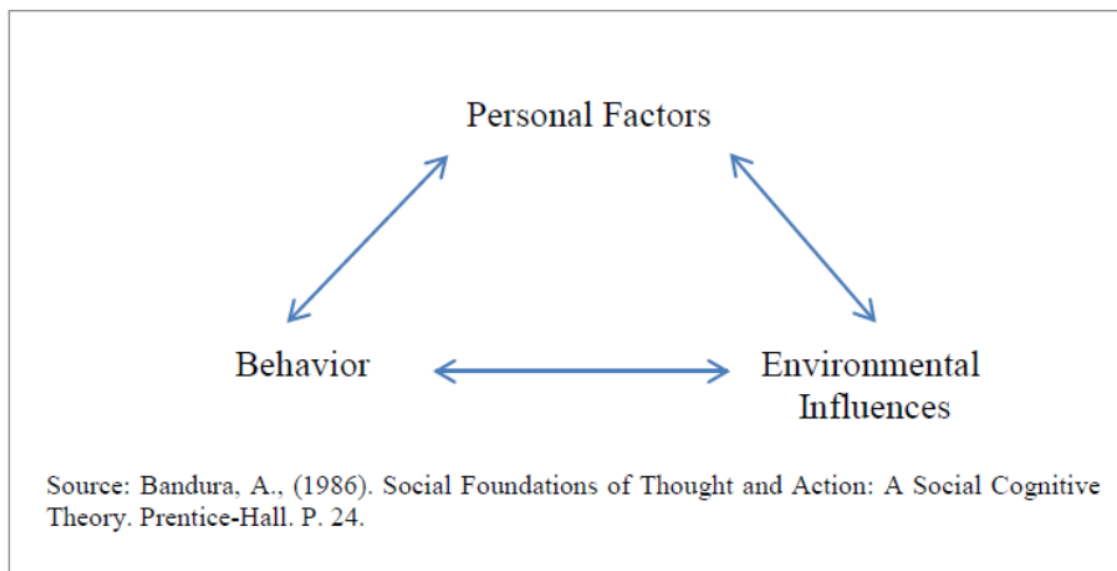 Personal Factors
Behavior
Environmental
Influences
Source: Bandura, A., (1986). Social Foundations of Thought and Action: A Social Cognitive
Theory. Prentice-Hall. P. 24.